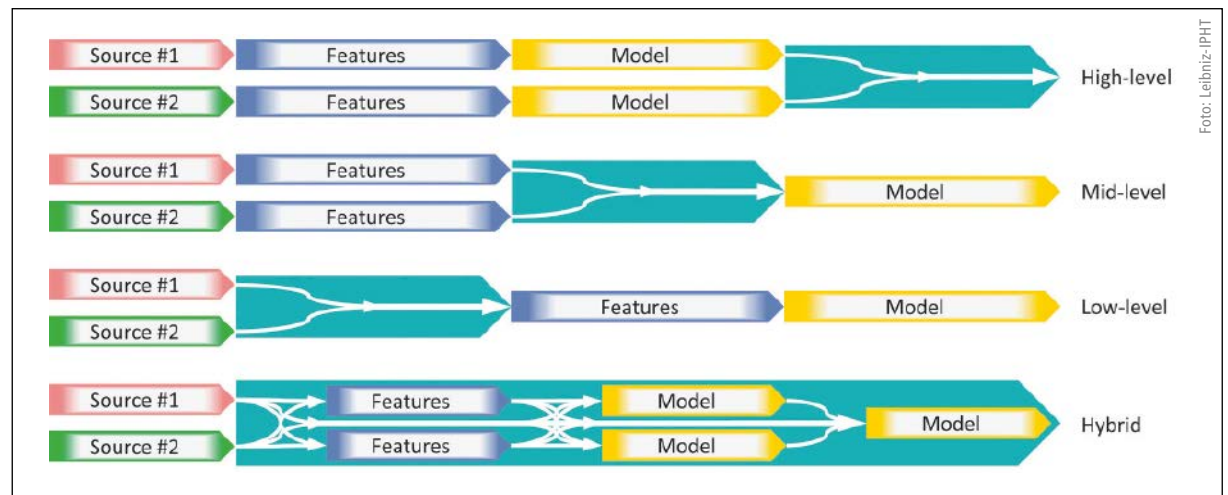 Source #1 Features Model
Source #2 Features Model
High-level
Source #1 Features
Source #2 Features
Model Mid-level
Source #1
Source #2
Features Model Low-level
Source #1 Features Model
Source #2 Features Model
Model Hybrid
Foto: Leibniz-IPHT